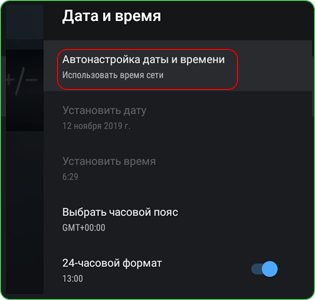 Дата и время
Автонастройка даты и времени
Использовать время сети
Установить дату
12 ноября 2019 г.
Установить время
6:29
Выбрать часовой пояс
GMT+00:00
24-часовой формат
13:00
+/−